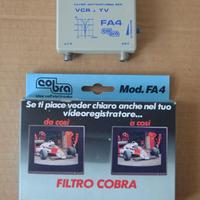 FILTRO ANTIDISTURBO PER
VCR e TV
FA4
cobra
Mod. FA4
Se ti piace veder chiaro anche nel tuo
videoregistratore...
da così
a così
FILTRO COBRA